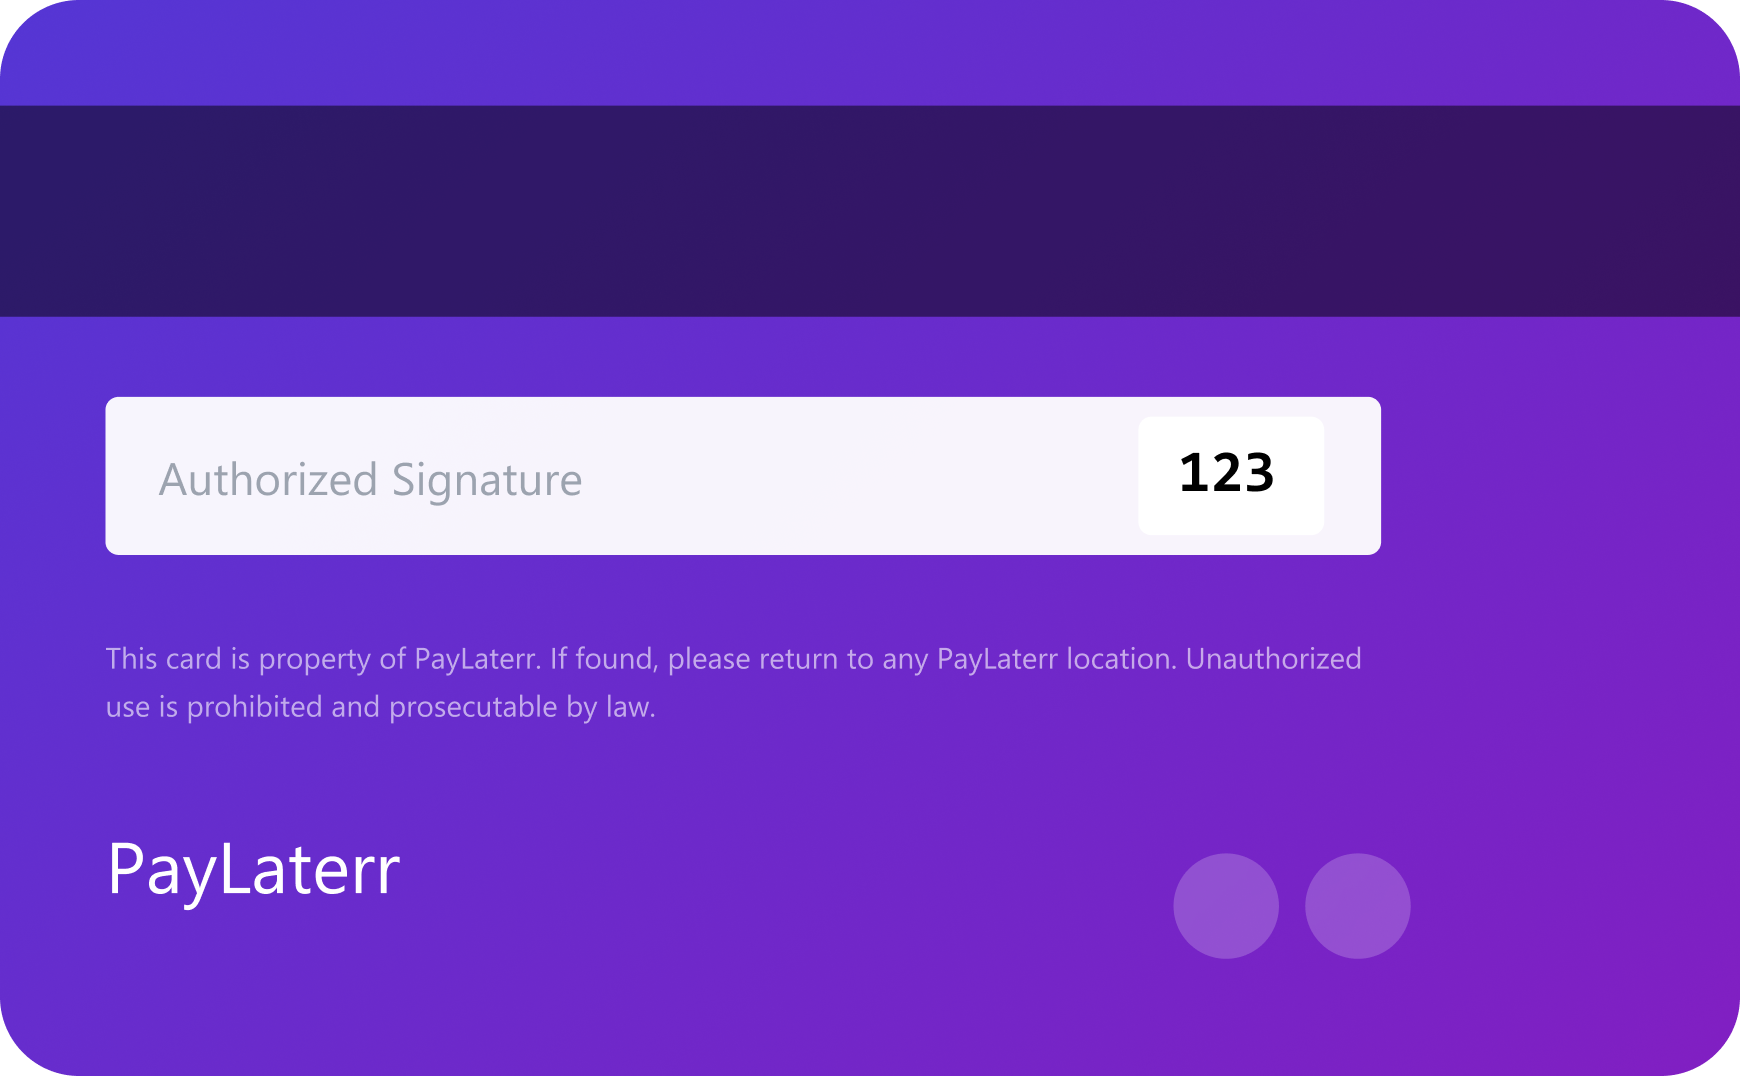 Authorized Signature 123
This card is property of PayLaterr. If found, please return to any PayLaterr location. Unauthorized
use is prohibited and prosecutable by law.
PayLaterr